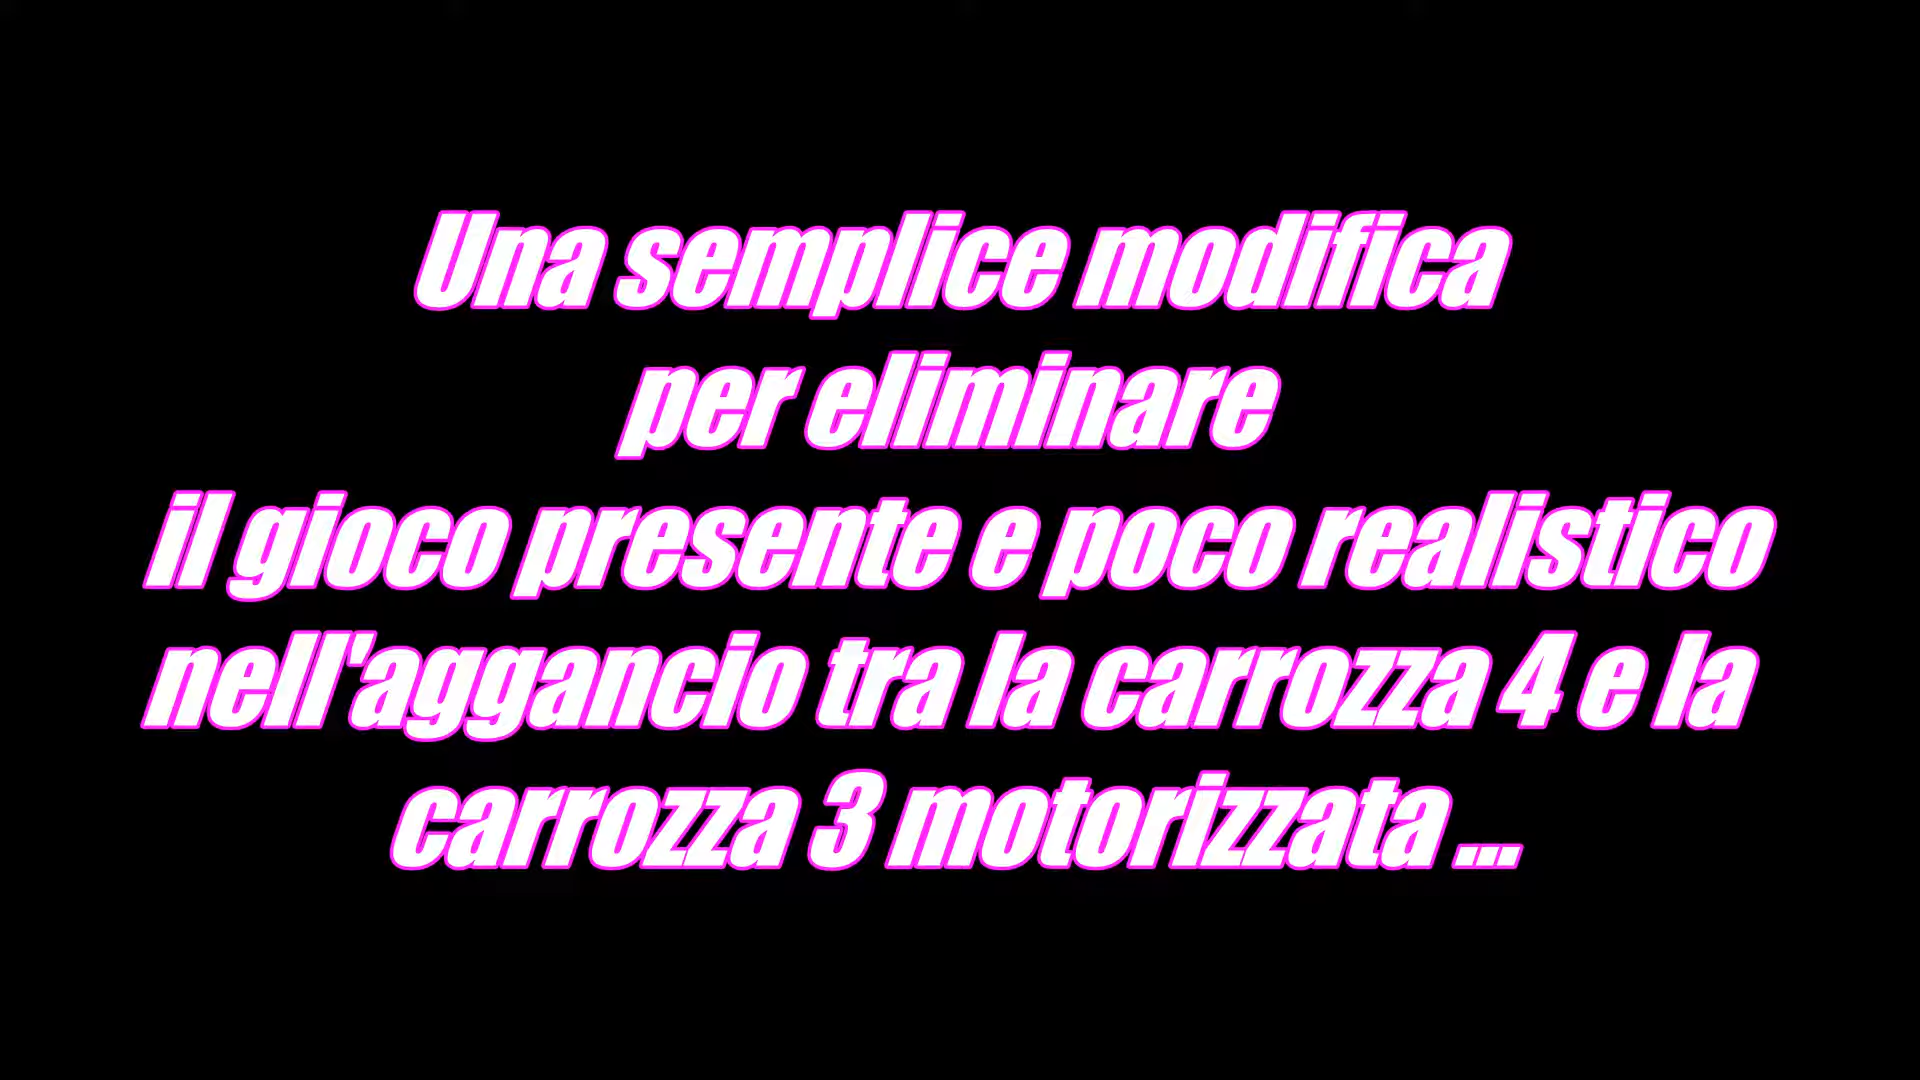 Una semplice modifica
per eliminare
il gioco presente e poco realistico
nell'aggancio tra la carrozza 4 e la
carrozza 3 motorizzata ...